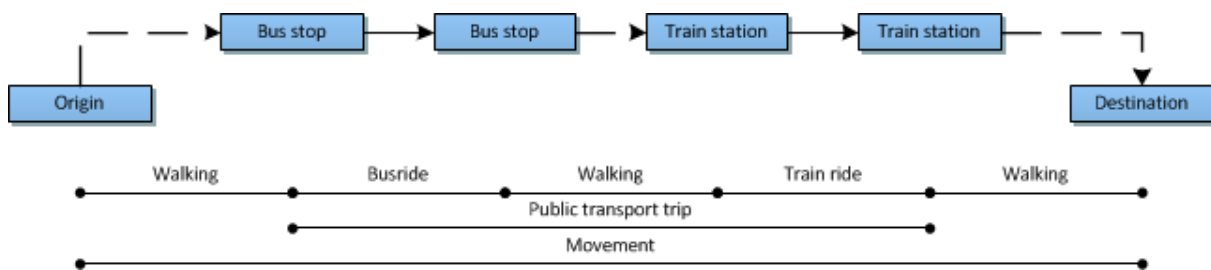 Bus stop
Bus stop
Train station
Train station
Origin
Destination
Walking
Busride
Walking
Train ride
Walking
Public transport trip
Movement